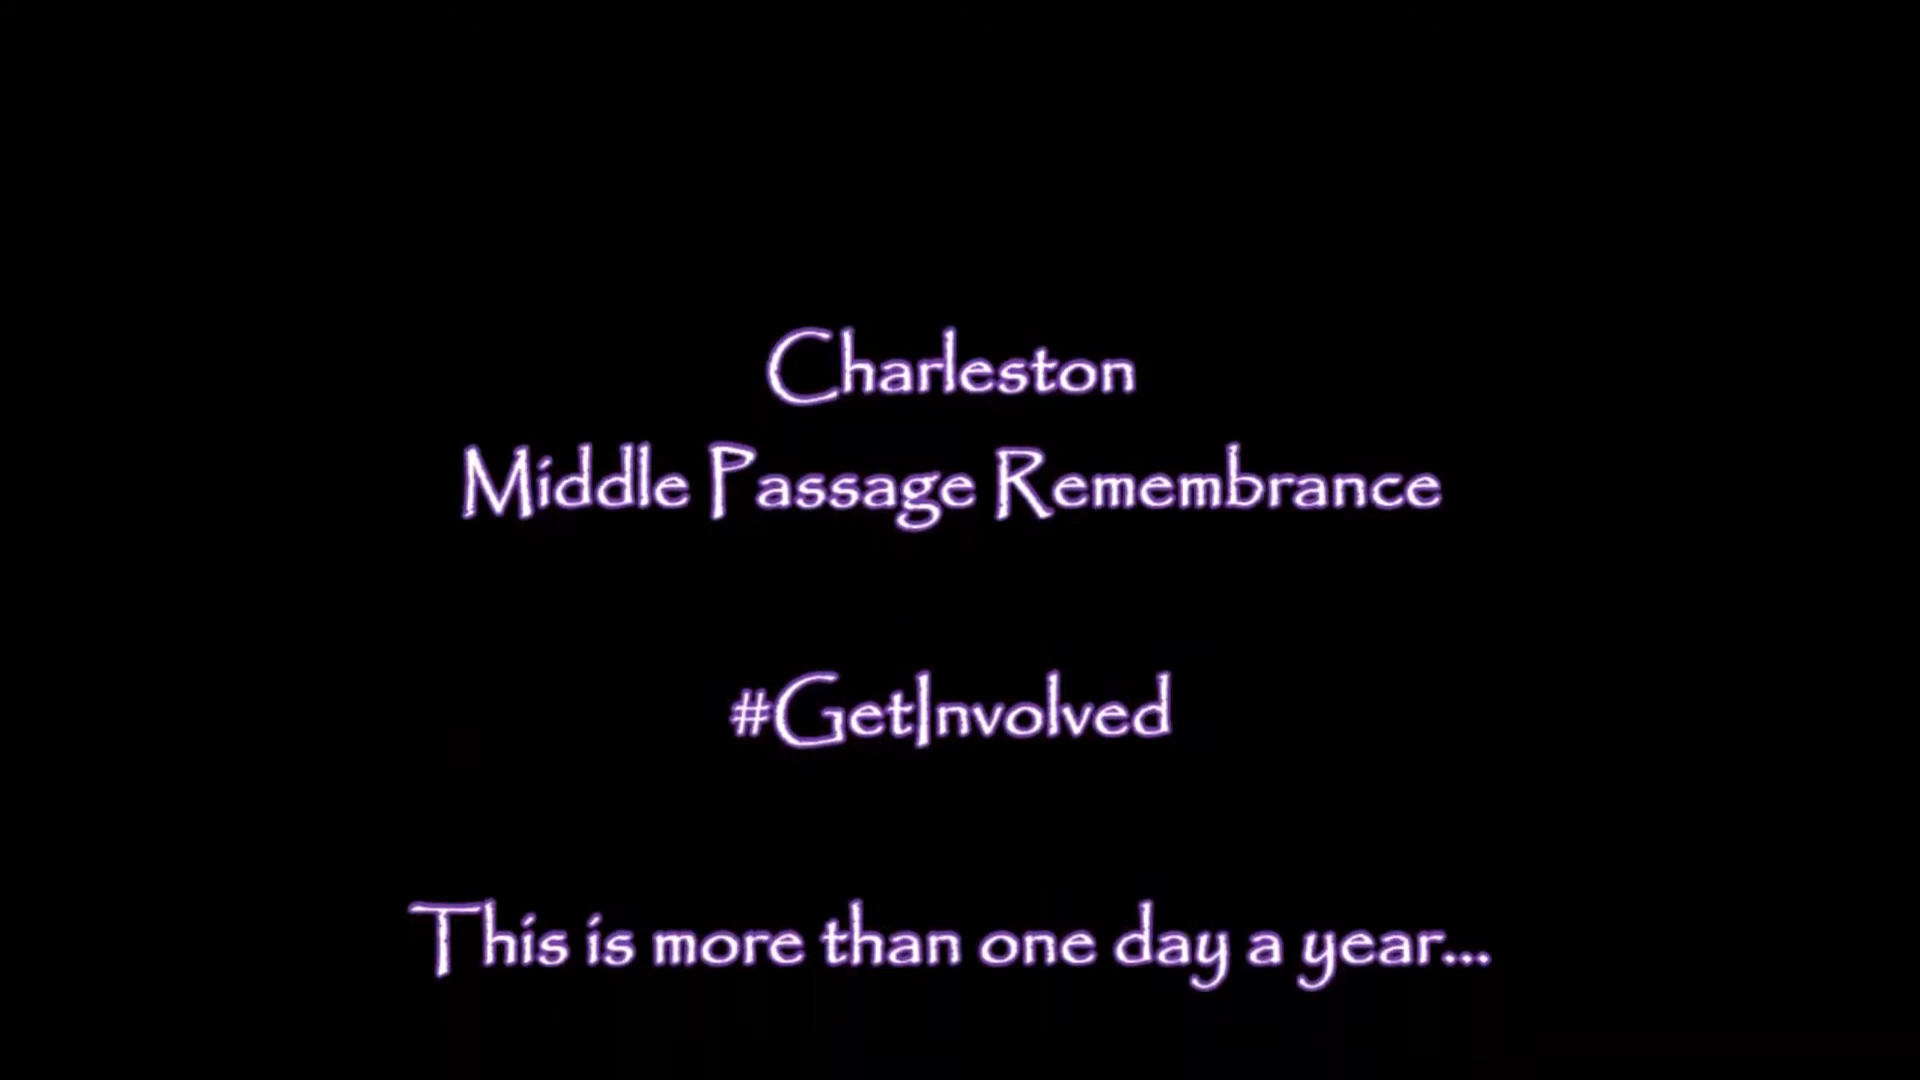 Charleston
Middle Passage Remembrance
#GetInvolved
This is more than one day a year...